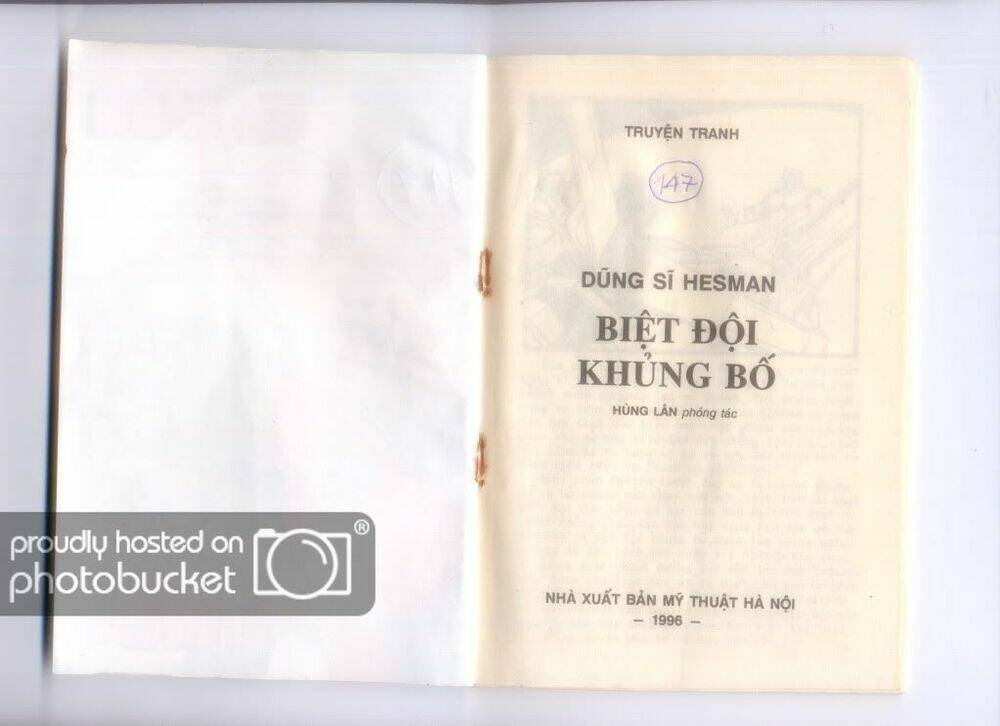 TRUYỆN TRANH
147
DŨNG SĨ HESMAN
BIỆT ĐỘI
KHỦNG BỐ
HÙNG LÂN phóng tác
proudly hosted on
photobucket
®
NHÀ XUẤT BẢN MỸ THUẬT HÀ NỘI
– 1996 –